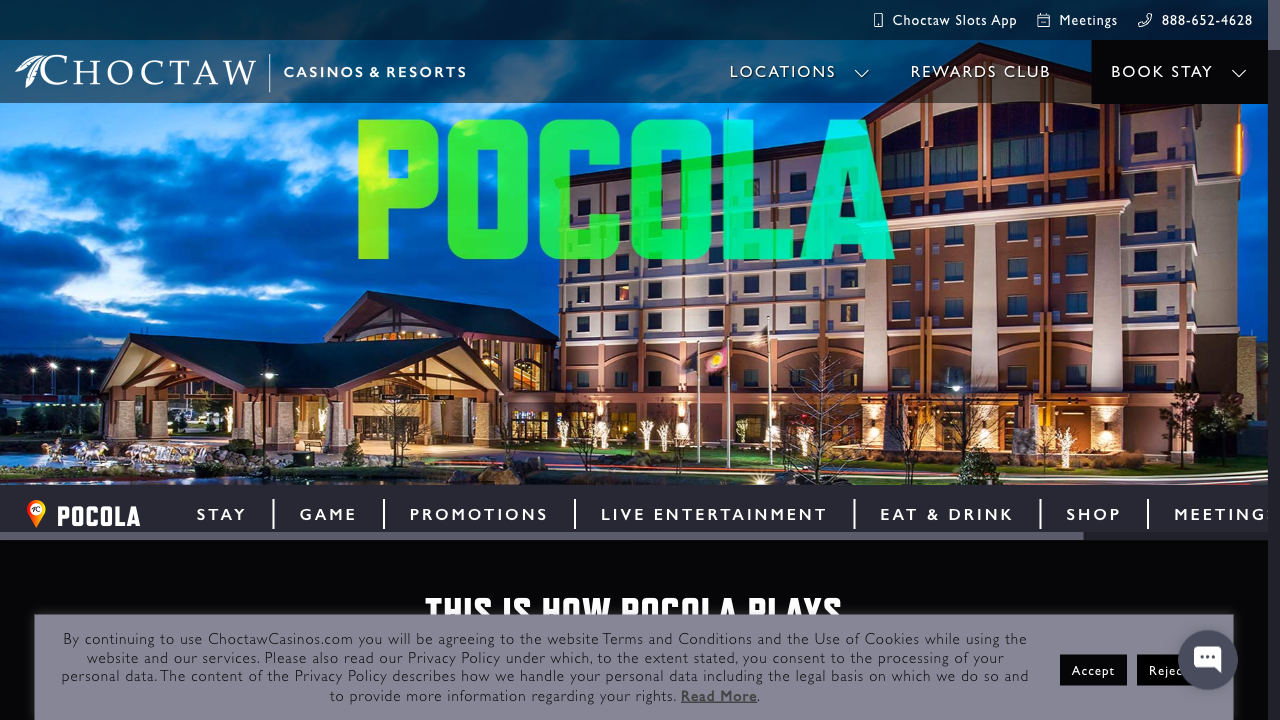 Choctaw Slots App Meetings 888-652-4628
CHOCTAW CASINOS & RESORTS LOCATIONS REWARDS CLUB BOOK STAY
POCOLA
POCOLA STAY GAME PROMOTIONS LIVE ENTERTAINMENT EAT & DRINK SHOP MEETINGS
THIS IS HOW POCOLA PLAYS
By continuing to use ChoctawCasinos.com you will be agreeing to the website Terms and Conditions and the Use of Cookies while using the
website and our services. Please also read our Privacy Policy under which, to the extent stated, you consent to the processing of your
personal data. The content of the Privacy Policy describes how we handle your personal data including the legal basis on which we do so and
to provide more information regarding your rights. Read More.
Accept Reject